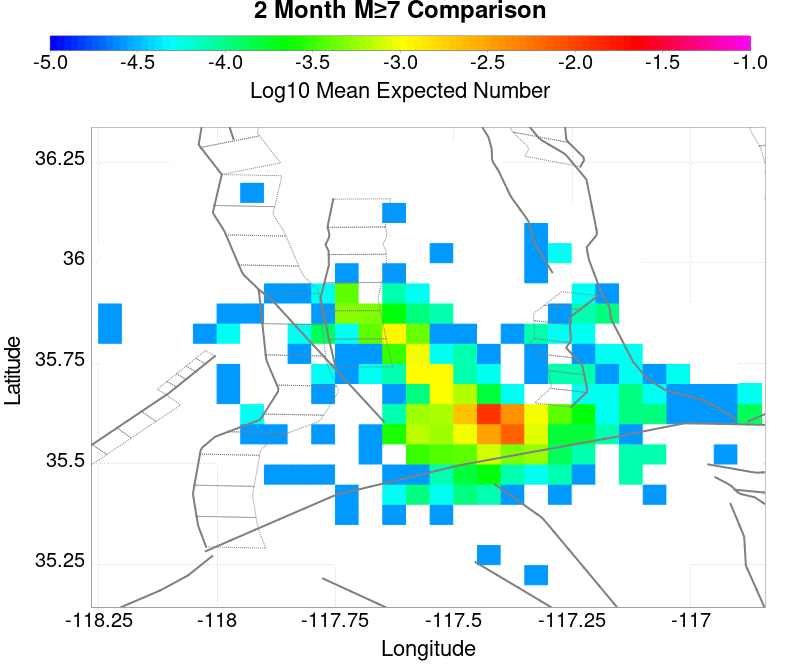 2 Month M≥7 Comparison
-5.0 -4.5 -4.0 -3.5 -3.0 -2.5 -2.0 -1.5 -1.0
Log10 Mean Expected Number
36.25
36
35.75
35.5
35.25
Latitude
-118.25 -118 -117.75 -117.5 -117.25 -117
Longitude